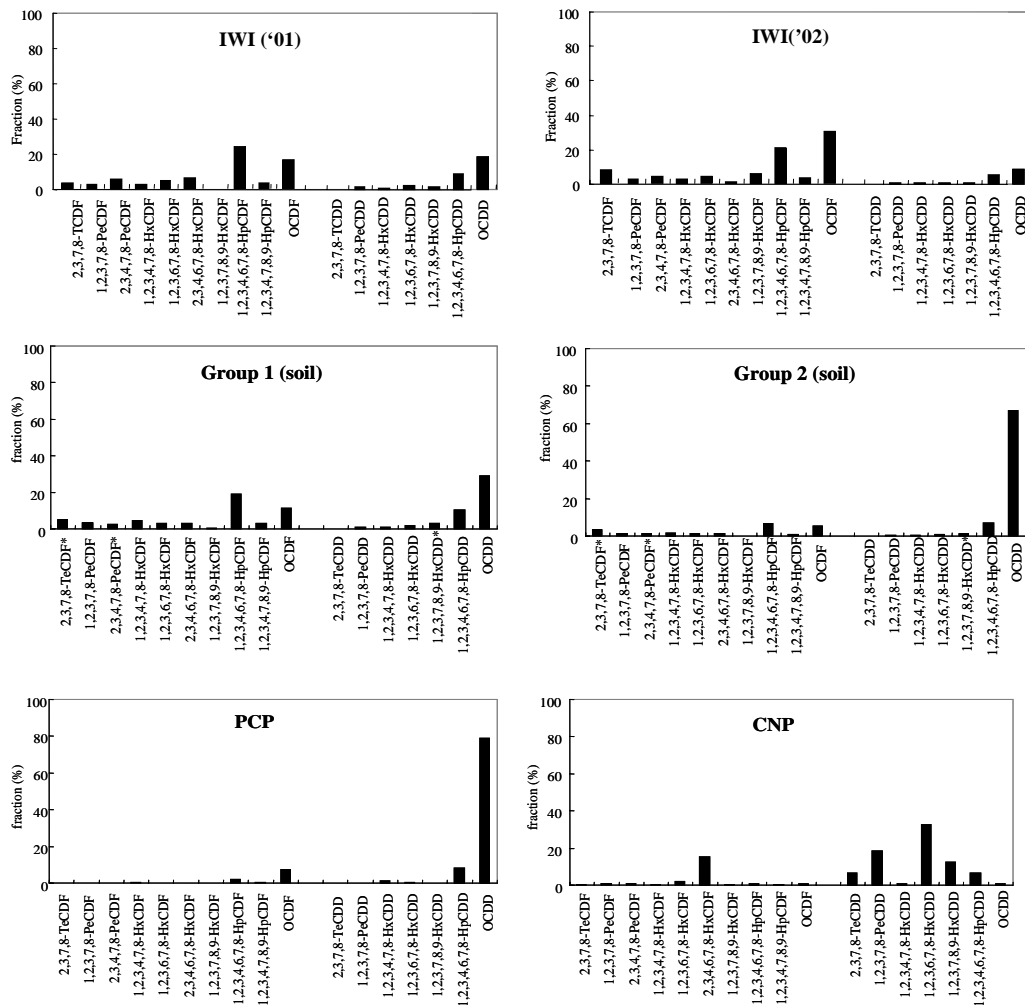 IWI (‘01)
Fraction (%)
100
80
60
40
20
0
2,3,7,8-TCDF
1,2,3,7,8-PeCDF
2,3,4,7,8-PeCDF
1,2,3,4,7,8-HxCDF
1,2,3,6,7,8-HxCDF
2,3,4,6,7,8-HxCDF
1,2,3,7,8,9-HxCDF
1,2,3,4,6,7,8-HpCDF
1,2,3,4,7,8,9-HpCDF
OCDF
2,3,7,8-TCDD
1,2,3,7,8-PeCDD
1,2,3,4,7,8-HxCDD
1,2,3,6,7,8-HxCDD
1,2,3,7,8,9-HxCDD
1,2,3,4,6,7,8-HpCDD
OCDD
IWI(’02)
Fraction (%)
100
80
60
40
20
0
2,3,7,8-TCDF
1,2,3,7,8-PeCDF
2,3,4,7,8-PeCDF
1,2,3,4,7,8-HxCDF
1,2,3,6,7,8-HxCDF
2,3,4,6,7,8-HxCDF
1,2,3,7,8,9-HxCDF
1,2,3,4,6,7,8-HpCDF
1,2,3,4,7,8,9-HpCDF
OCDF
2,3,7,8-TCDD
1,2,3,7,8-PeCDD
1,2,3,4,7,8-HxCDD
1,2,3,6,7,8-HxCDD
1,2,3,7,8,9-HxCDD
1,2,3,4,6,7,8-HpCDD
OCDD
Group 1 (soil)
fraction (%)
100
80
60
40
20
0
2,3,7,8-TeCDF*
1,2,3,7,8-PeCDF
2,3,4,7,8-PeCDF*
1,2,3,4,7,8-HxCDF
1,2,3,6,7,8-HxCDF
2,3,4,6,7,8-HxCDF
1,2,3,7,8,9-HxCDF
1,2,3,4,6,7,8-HpCDF
1,2,3,4,7,8,9-HpCDF
OCDF
2,3,7,8-TeCDD
1,2,3,7,8-PeCDD
1,2,3,4,7,8-HxCDD
1,2,3,6,7,8-HxCDD
1,2,3,7,8,9-HxCDD*
1,2,3,4,6,7,8-HpCDD
OCDD
Group 2 (soil)
fraction (%)
100
80
60
40
20
0
2,3,7,8-TeCDF*
1,2,3,7,8-PeCDF
2,3,4,7,8-PeCDF*
1,2,3,4,7,8-HxCDF
1,2,3,6,7,8-HxCDF
2,3,4,6,7,8-HxCDF
1,2,3,7,8,9-HxCDF
1,2,3,4,6,7,8-HpCDF
1,2,3,4,7,8,9-HpCDF
OCDF
2,3,7,8-TeCDD
1,2,3,7,8-PeCDD
1,2,3,4,7,8-HxCDD
1,2,3,6,7,8-HxCDD
1,2,3,7,8,9-HxCDD*
1,2,3,4,6,7,8-HpCDD
OCDD
PCP
fraction (%)
100
80
60
40
20
0
2,3,7,8-TeCDF
1,2,3,7,8-PeCDF
2,3,4,7,8-PeCDF
1,2,3,4,7,8-HxCDF
1,2,3,6,7,8-HxCDF
2,3,4,6,7,8-HxCDF
1,2,3,7,8,9-HxCDF
1,2,3,4,6,7,8-HpCDF
1,2,3,4,7,8,9-HpCDF
OCDF
2,3,7,8-TeCDD
1,2,3,7,8-PeCDD
1,2,3,4,7,8-HxCDD
1,2,3,6,7,8-HxCDD
1,2,3,7,8,9-HxCDD
1,2,3,4,6,7,8-HpCDD
OCDD
CNP
fraction (%)
100
80
60
40
20
0
2,3,7,8-TeCDF
1,2,3,7,8-PeCDF
2,3,4,7,8-PeCDF
1,2,3,4,7,8-HxCDF
1,2,3,6,7,8-HxCDF
2,3,4,6,7,8-HxCDF
1,2,3,7,8,9-HxCDF
1,2,3,4,6,7,8-HpCDF
1,2,3,4,7,8,9-HpCDF
OCDF
2,3,7,8-TeCDD
1,2,3,7,8-PeCDD
1,2,3,4,7,8-HxCDD
1,2,3,6,7,8-HxCDD
1,2,3,7,8,9-HxCDD
1,2,3,4,6,7,8-HpCDD
OCDD